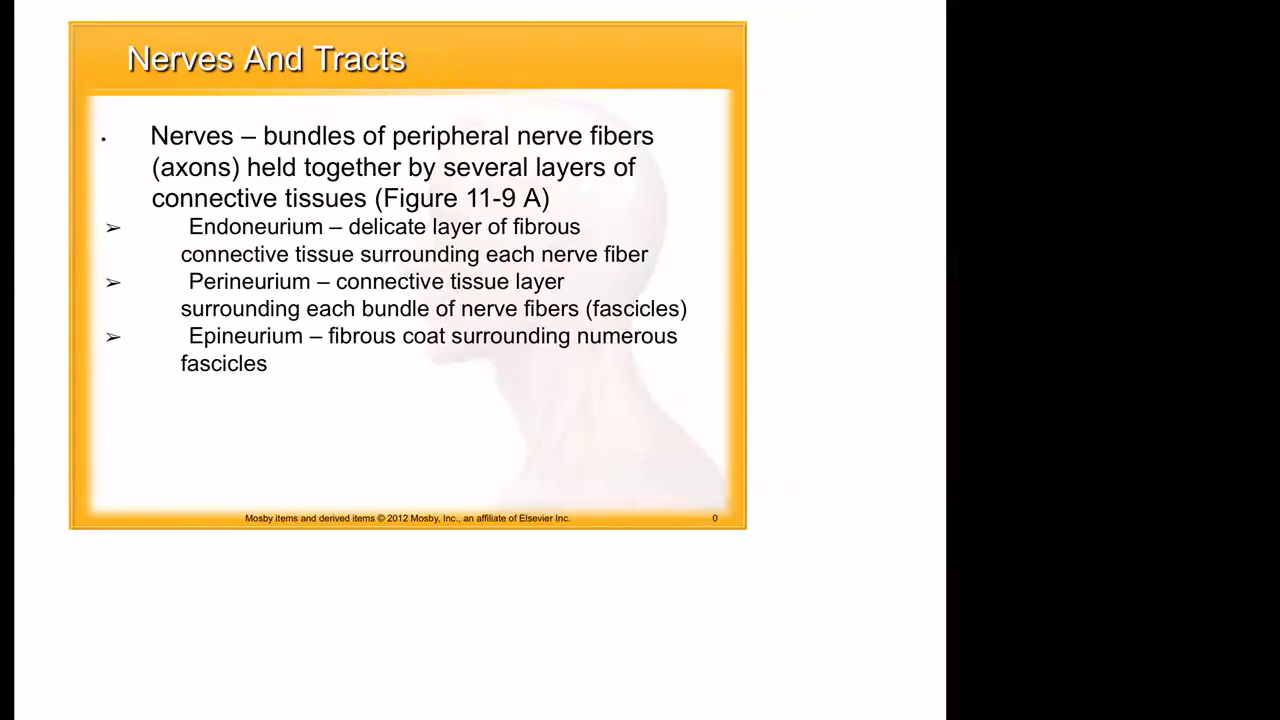 Nerves And Tracts
• Nerves – bundles of peripheral nerve fibers
(axons) held together by several layers of
connective tissues (Figure 11-9 A)
➢ Endoneurium – delicate layer of fibrous
connective tissue surrounding each nerve fiber
➢ Perineurium – connective tissue layer
surrounding each bundle of nerve fibers (fascicles)
➢ Epineurium – fibrous coat surrounding numerous
fascicles
Mosby items and derived items © 2012 Mosby, Inc., an affiliate of Elsevier Inc. 0